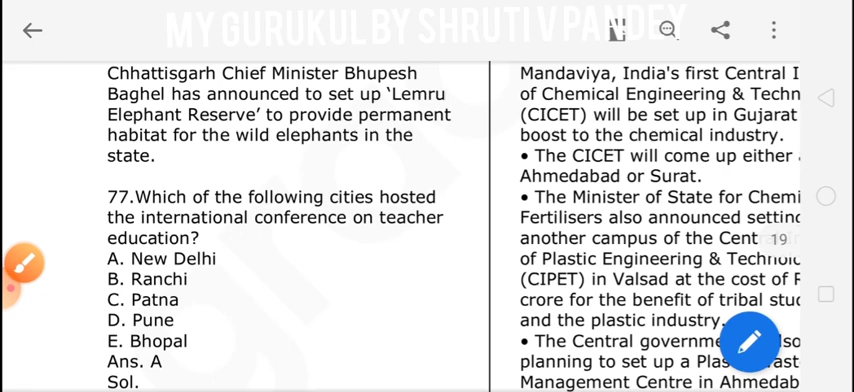 MY GURUKUL BY SHRUTI V PANDEY
Chhattisgarh Chief Minister Bhupesh
Baghel has announced to set up ‘Lemru
Elephant Reserve’ to provide permanent
habitat for the wild elephants in the
state.
77.Which of the following cities hosted
the international conference on teacher
education?
A. New Delhi
B. Ranchi
C. Patna
D. Pune
E. Bhopal
Ans. A
Sol.
Mandaviya, India's first Central I
of Chemical Engineering & Techn
(CICET) will be set up in Gujarat
boost to the chemical industry.
• The CICET will come up either
Ahmedabad or Surat.
• The Minister of State for Chemi
Fertilisers also announced setting
another campus of the Cent
of Plastic Engineering & Technolo
(CIPET) in Valsad at the cost of R
crore for the benefit of tribal stud
and the plastic industry.
• The Central governme lso
planning to set up a Plas ast
Management Centre in Ahmedab
19